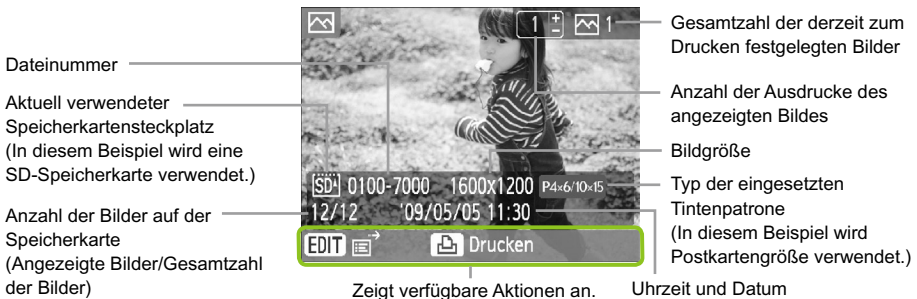 Dateinummer
Aktuell verwendeter
Speicherkartensteckplatz
(In diesem Beispiel wird eine
SD-Speicherkarte verwendet.)
Anzahl der Bilder auf der
Speicherkarte
(Angezeigte Bilder/Gesamtzahl
der Bilder)
1 + - 1
SD 0100-7000 1600x1200 P4×6/10×15
12/12 '09/05/05 11:30
EDIT Drucken
Zeigt verfügbare Aktionen an.
Gesamtzahl der derzeit zum
Drucken festgelegten Bilder
Anzahl der Ausdrucke des
angezeigten Bildes
Bildgröße
Typ der eingesetzten
Tintenpatrone
(In diesem Beispiel wird
Postkartengröße verwendet.)
Uhrzeit und Datum